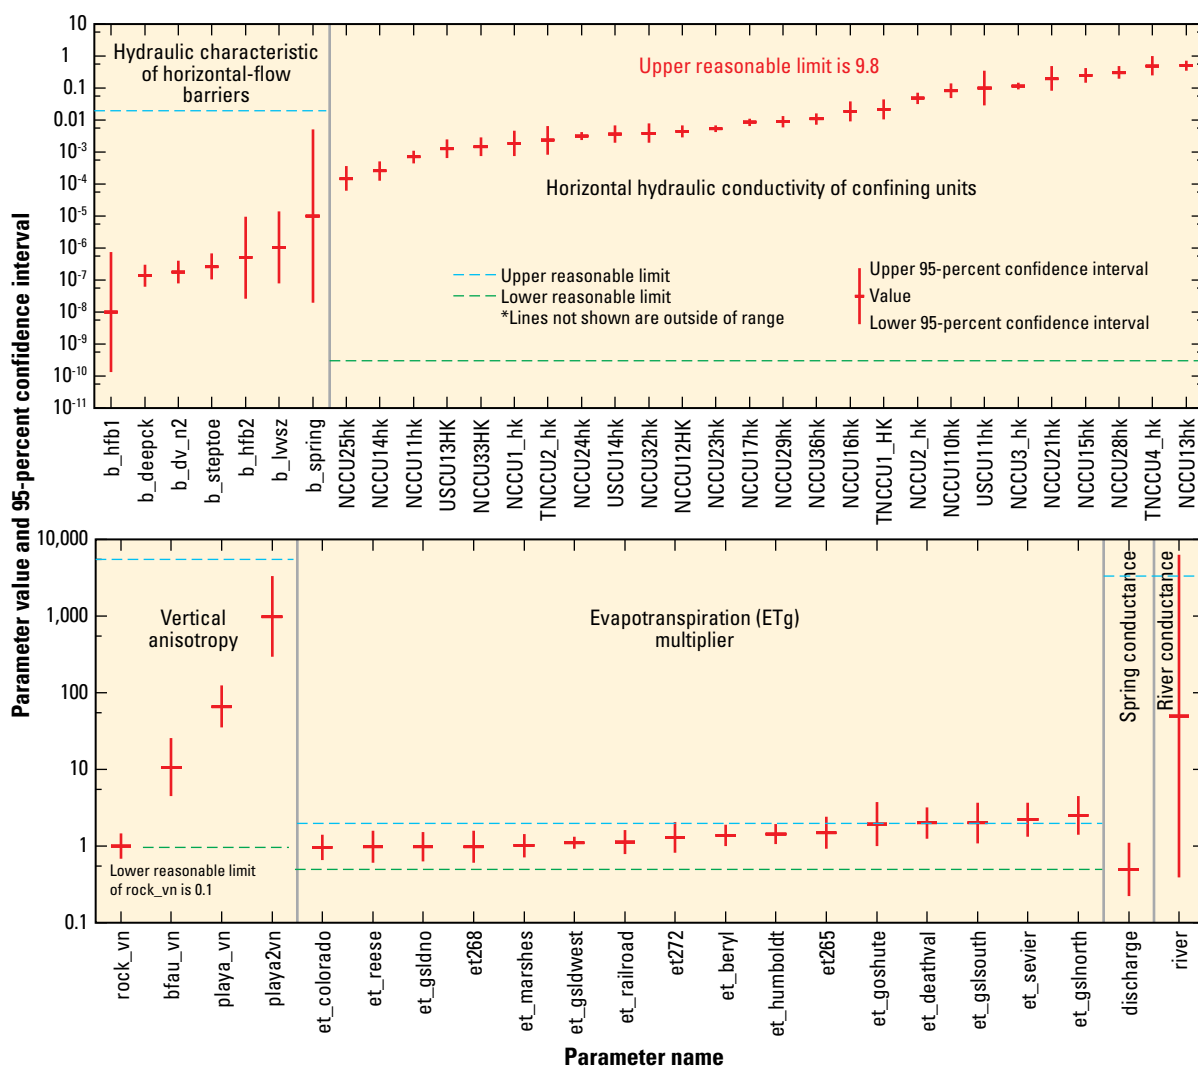 Parameter value and 95-percent confidence interval
10
1
0.1
0.01
10-3
10-4
10-5
10-6
10-7
10-8
10-9
10-10
10-11
Hydraulic characteristic
of horizontal-flow
barriers
Upper reasonable limit is 9.8
Horizontal hydraulic conductivity of confining units
Upper reasonable limit
Lower reasonable limit
*Lines not shown are outside of range
Upper 95-percent confidence interval
Value
Lower 95-percent confidence interval
b_hfb1
b_deepck
b_dv_n2
b_steptoe
b_hfb2
b_lvvsz
b_spring
NCCU25hk
NCCU14hk
NCCU11hk
USCU13HK
NCCU33HK
NCCU1_hk
TNCCU2_hk
NCCU24hk
USCU14hk
NCCU32hk
NCCU12HK
NCCU23hk
NCCU17hk
NCCU29hk
NCCU36hk
NCCU16hk
TNCCU1_HK
NCCU2_hk
NCCU110hk
USCU11hk
NCCU3_hk
NCCU21hk
NCCU15hk
NCCU28hk
TNCCU4_hk
NCCU13hk
10,000
1,000
100
10
1
0.1
Vertical
anisotropy
Lower reasonable limit
of rock_vn is 0.1
Evapotranspiration (ETg)
multiplier
Spring conductance
River conductance
rock_vn
bfau_vn
playa_vn
playa2vn
et_colorado
et_reese
et_gsldno
et268
et_marshes
et_gsldwest
et_railroad
et272
et_beryl
et_humboldt
et265
et_goshute
et_deathval
et_gslsouth
et_sevier
et_gslnorth
discharge
river
Parameter name